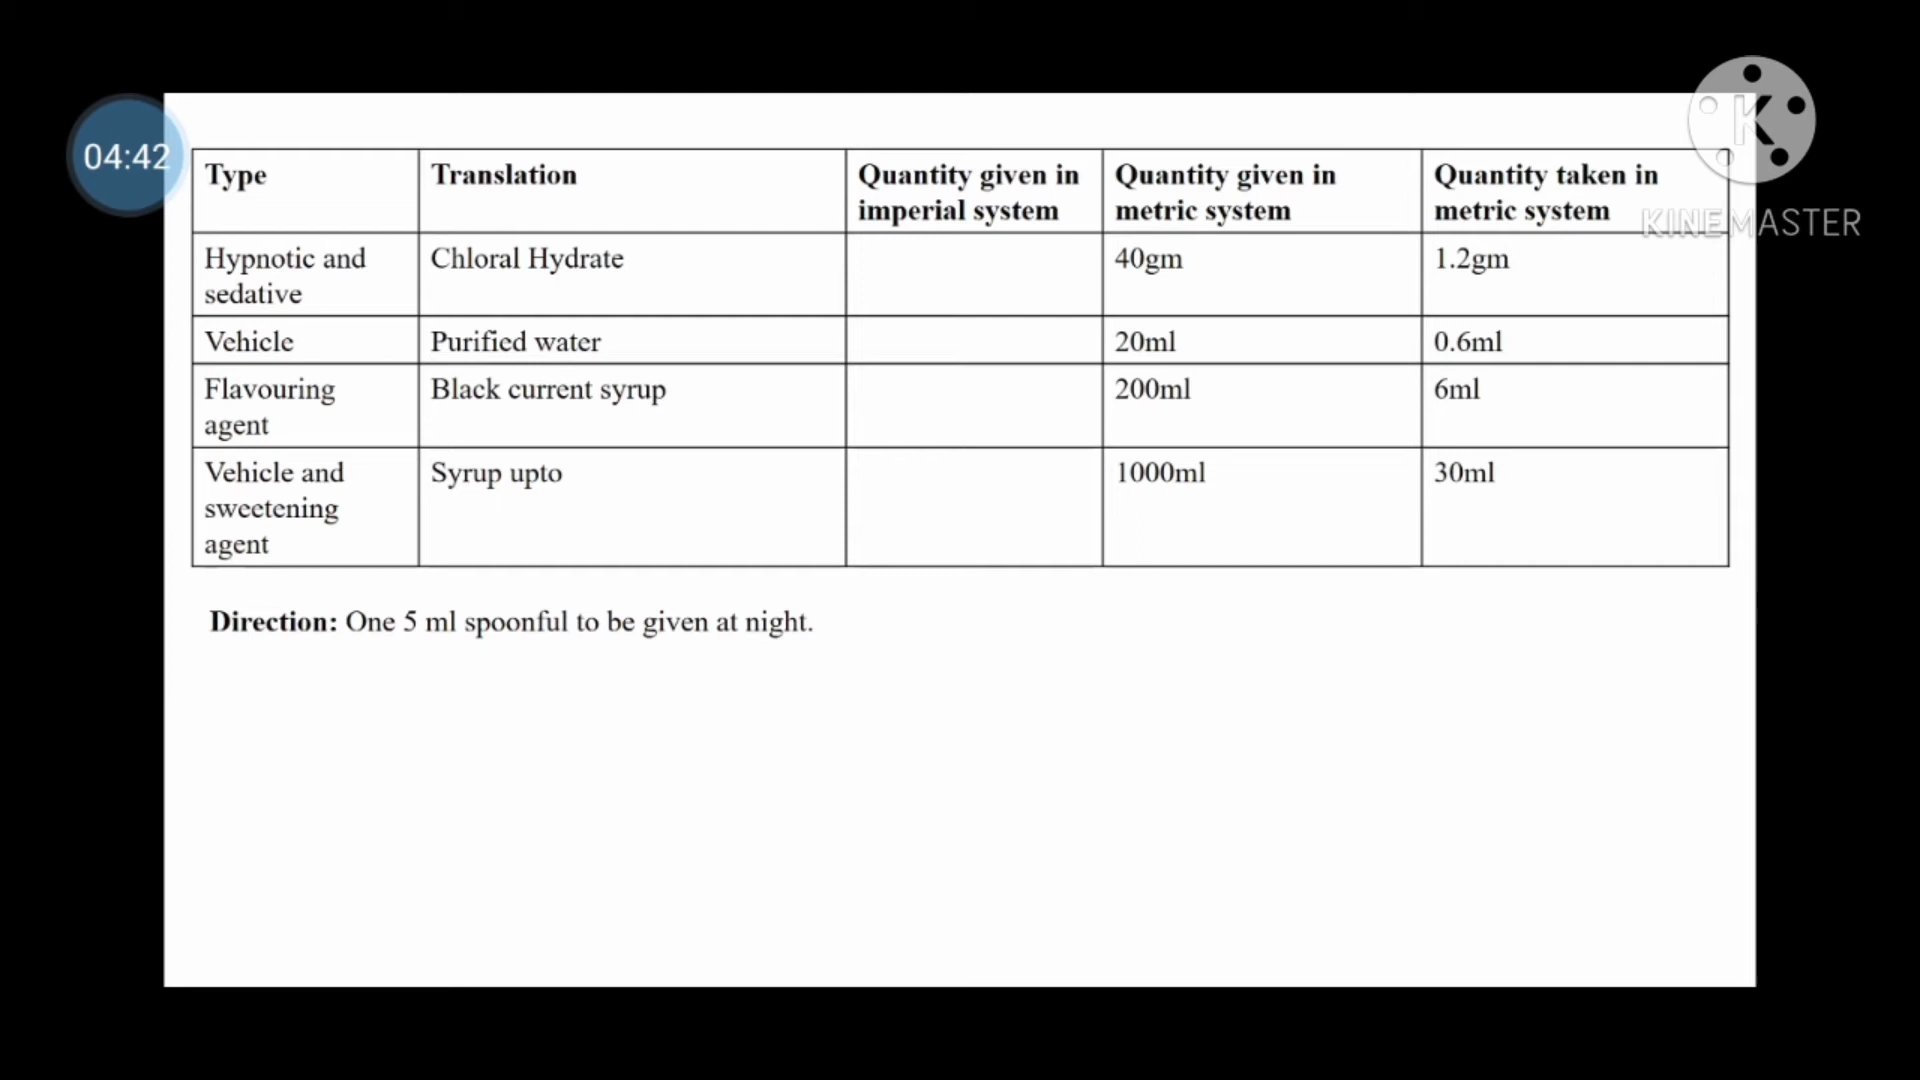 04:42
K
KINEMASTER
Type
Translation
Quantity given in
imperial system
Quantity given in
metric system
Quantity taken in
metric system
Hypnotic and
sedative
Chloral Hydrate
40gm
1.2gm
Vehicle
Purified water
20ml
0.6ml
Flavouring
agent
Black current syrup
200ml
6ml
Vehicle and
sweetening
agent
Syrup upto
1000ml
30ml
Direction: One 5 ml spoonful to be given at night.